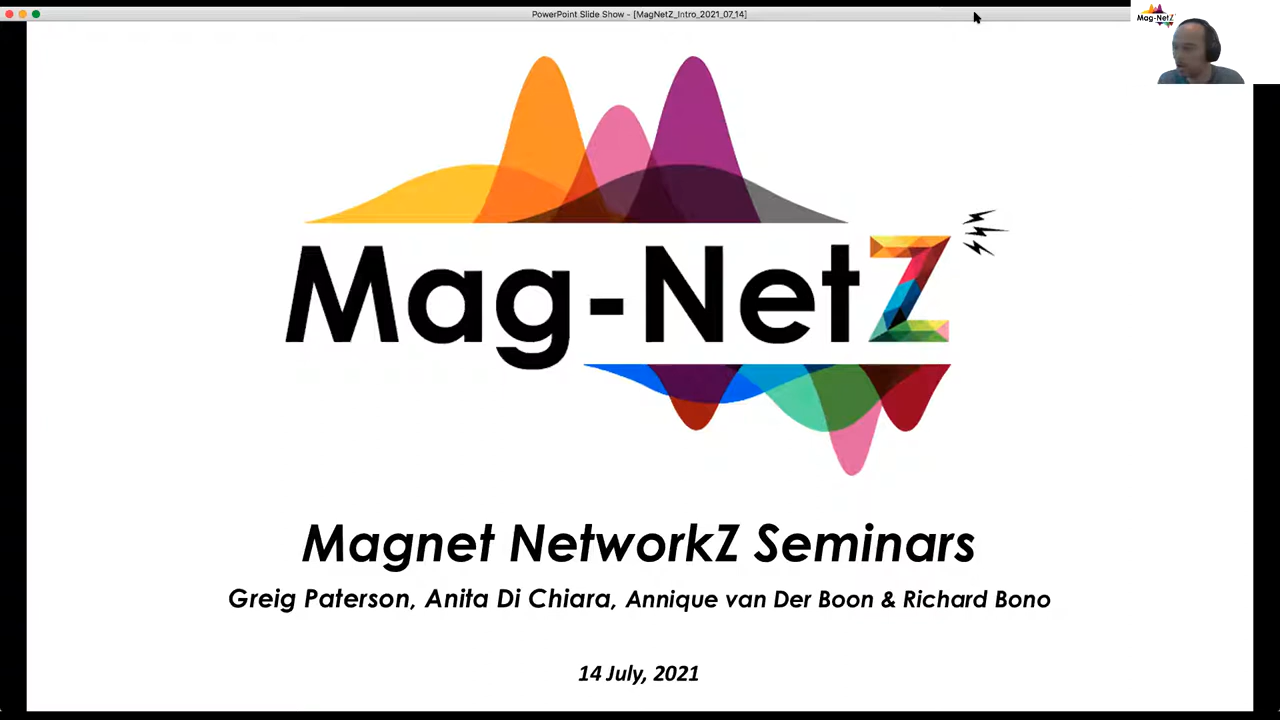 PowerPoint Slide Show - [MagNetZ_Intro_2021_07_14]
Mag-NetZ
Mag-NetZ
Magnet NetworkZ Seminars
Greig Paterson, Anita Di Chiara, Annique van Der Boon & Richard Bono
14 July, 2021